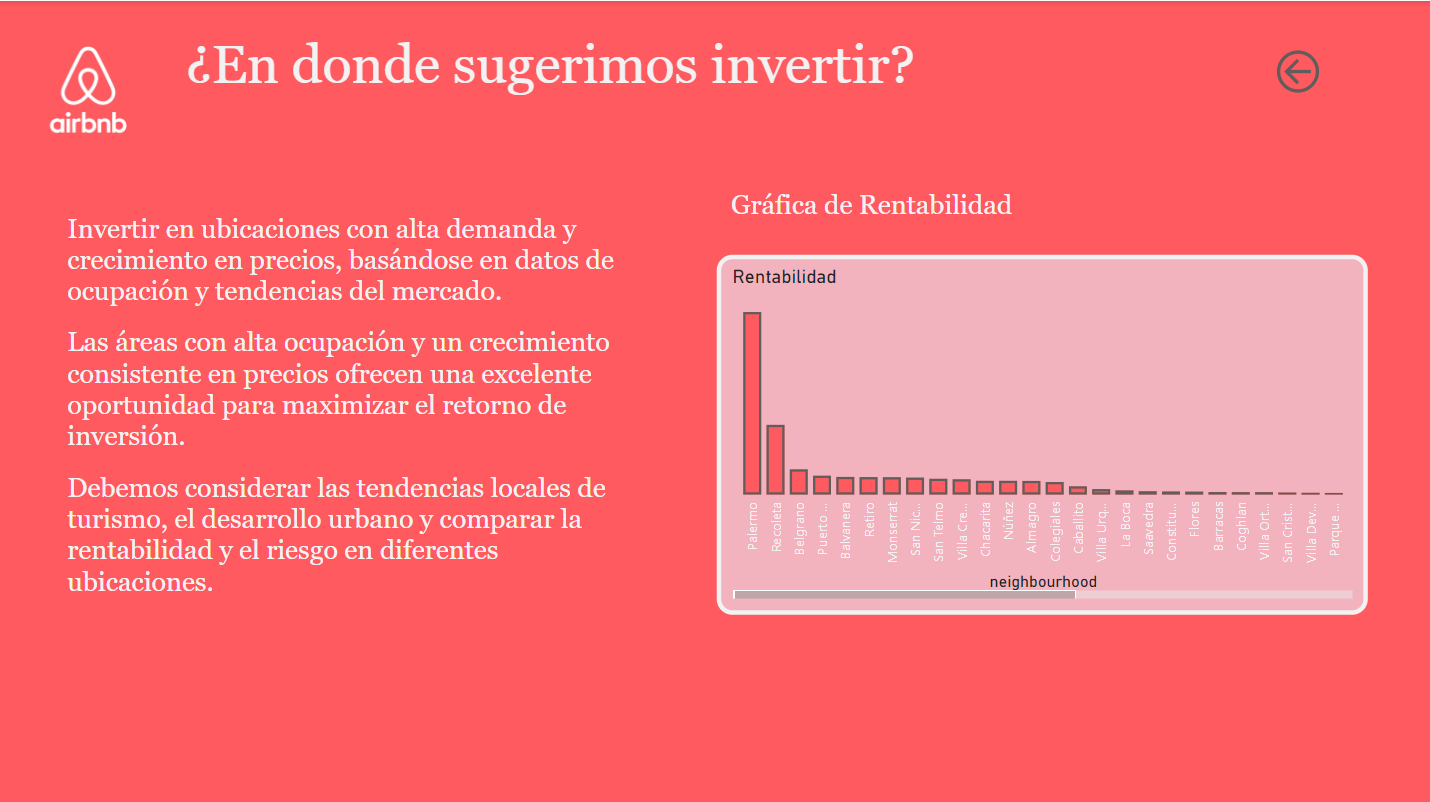 ¿En donde sugerimos invertir?
airbnb
Invertir en ubicaciones con alta demanda y
crecimiento en precios, basándose en datos de
ocupación y tendencias del mercado.
Las áreas con alta ocupación y un crecimiento
consistente en precios ofrecen una excelente
oportunidad para maximizar el retorno de
inversión.
Debemos considerar las tendencias locales de
turismo, el desarrollo urbano y comparar la
rentabilidad y el riesgo en diferentes
ubicaciones.
Gráfica de Rentabilidad
Rentabilidad
Palermo
Recoleta
Belgrano
Puerto ...
Balvanera
Retiro
Monserrat
San Nic...
San Telmo
Villa Cre...
Chacarita
Núñez
Almagro
Colegiales
Caballito
Villa Urq...
La Boca
Saavedra
Constitu...
Flores
Barracas
Coghlan
Villa Ort...
San Crist...
Villa Dev...
Parque ...
neighbourhood